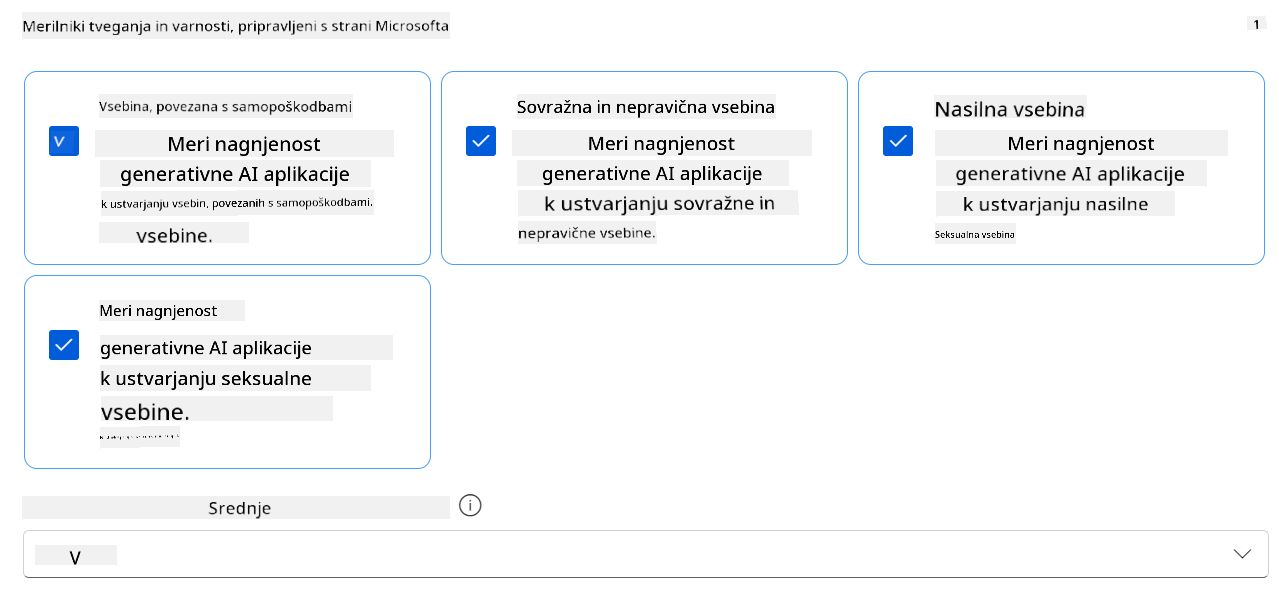 Merilniki tveganja in varnosti, pripravljeni s strani Microsofta
1
Vsebina, povezana s samopoškodbami
V
Meri nagnjenost
generativne AI aplikacije
k ustvarjanju vsebin, povezanih s samopoškodbami.
vsebine.
Sovražna in nepravična vsebina
Meri nagnjenost
generativne AI aplikacije
k ustvarjanju sovražne in
nepravične vsebine.
Nasilna vsebina
Meri nagnjenost
generativne AI aplikacije
k ustvarjanju nasilne
Seksualna vsebina
Meri nagnjenost
generativne AI aplikacije
k ustvarjanju seksualne
vsebine.
Srednje
V